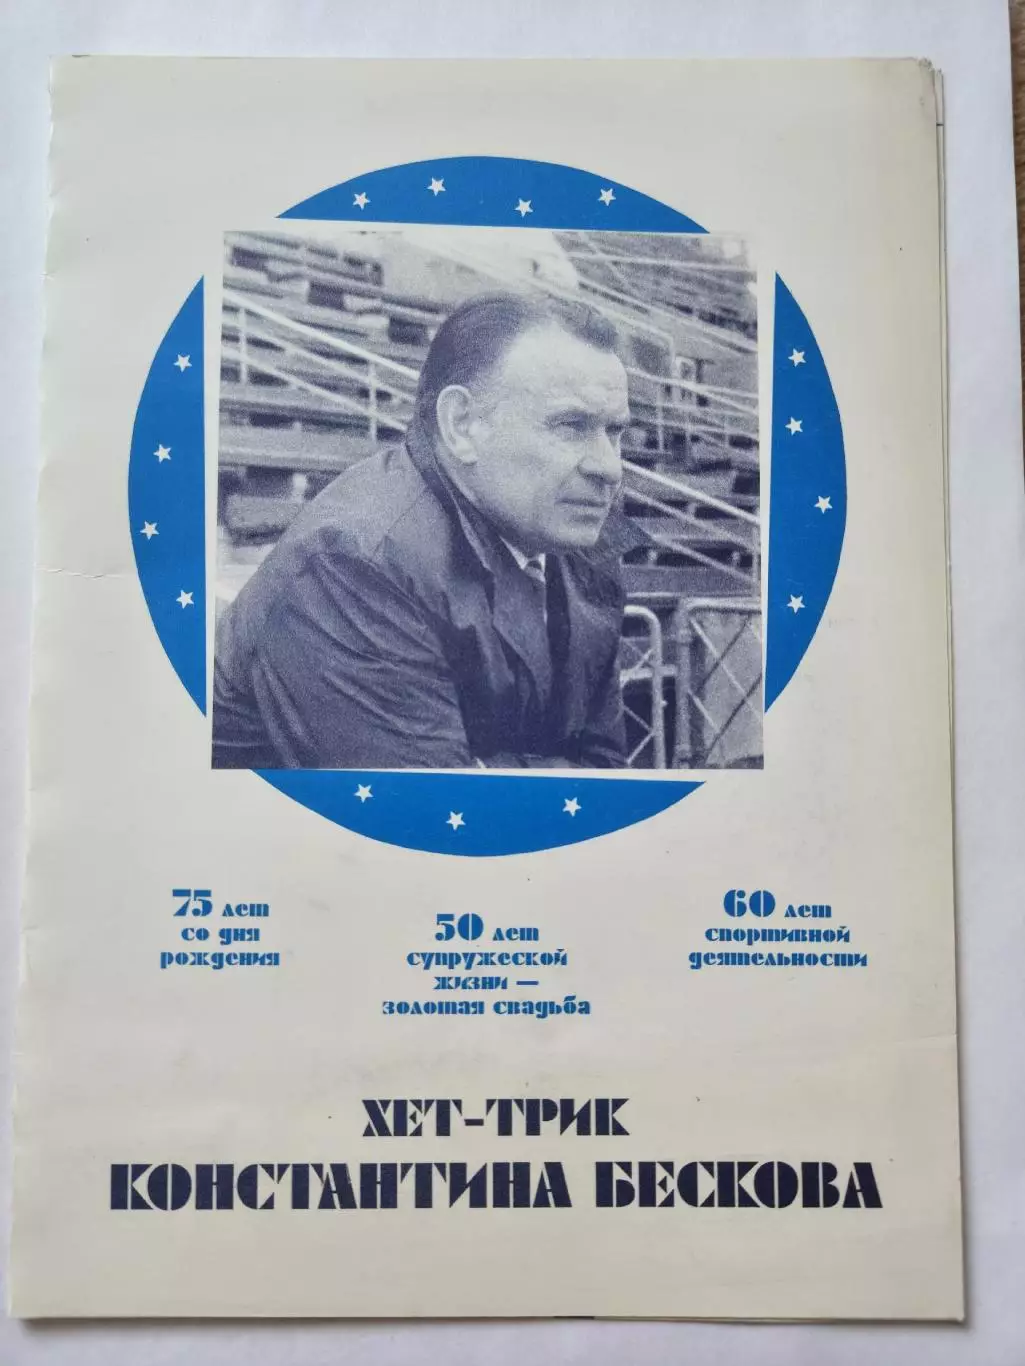 75 лет
со дня
рождения
50 лет
супружеской
жизни —
золотая свадьба
60 лет
спортивной
деятельности
ХЕТ-ТРИК
КОНСТАНТИНА БЕСКОВА